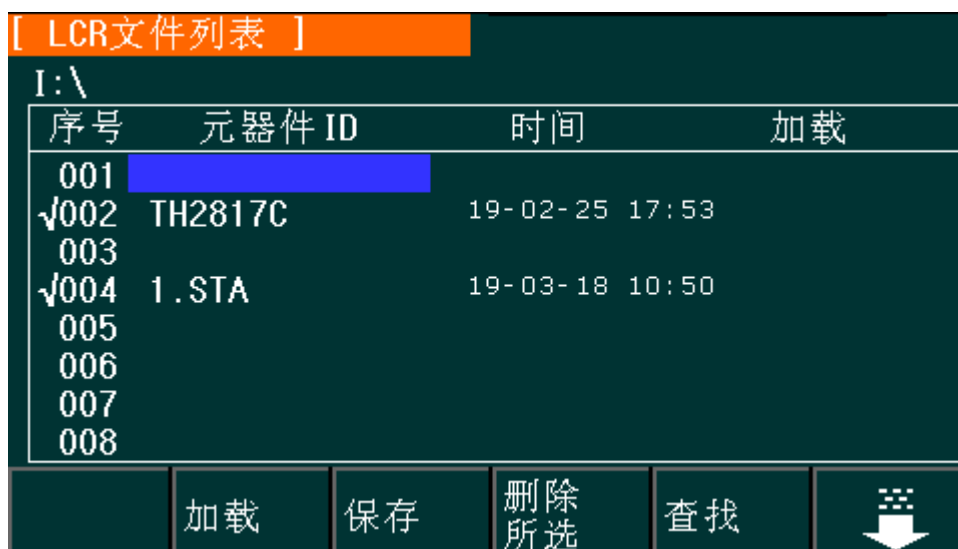 [ LCR文件列表 ]
I:\
序号 元器件ID 时间 加载
001
√002 TH2817C 19-02-25 17:53
003
√004 1.STA 19-03-18 10:50
005
006
007
008
加载 保存 删除所选 查找